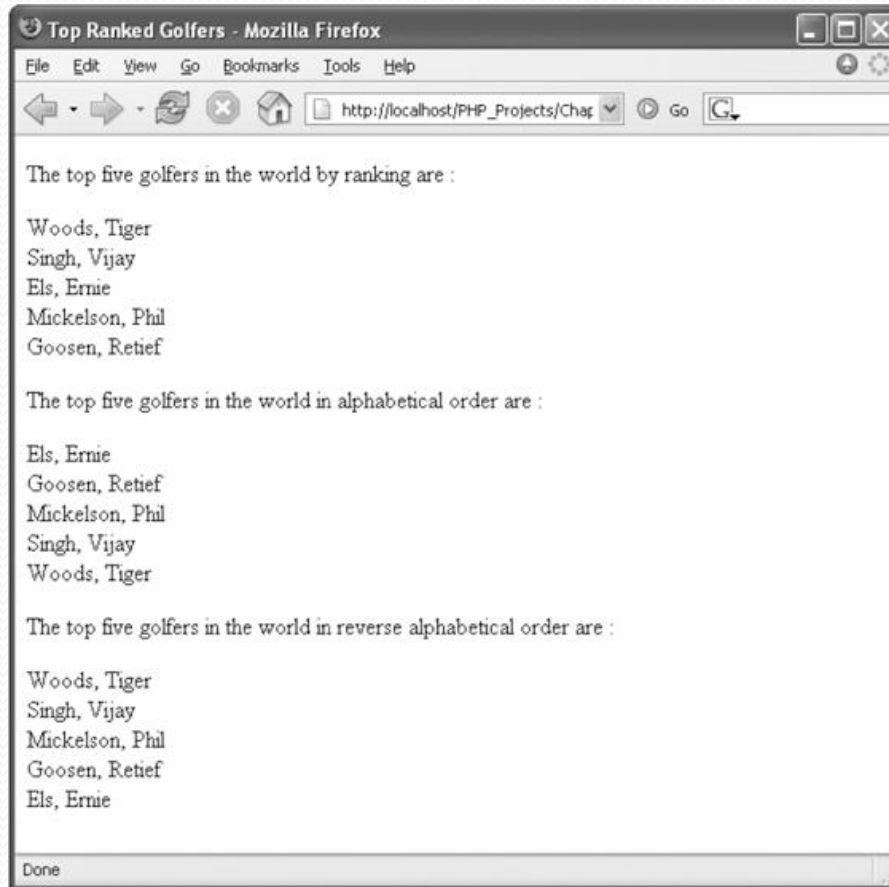 Top Ranked Golfers - Mozilla Firefox
File Edit View Go Bookmarks Tools Help
http://localhost/PHP_Projects/Chap Go G
The top five golfers in the world by ranking are :
Woods, Tiger
Singh, Vijay
Els, Ernie
Mickelson, Phil
Goosen, Retief
The top five golfers in the world in alphabetical order are :
Els, Ernie
Goosen, Retief
Mickelson, Phil
Singh, Vijay
Woods, Tiger
The top five golfers in the world in reverse alphabetical order are :
Woods, Tiger
Singh, Vijay
Mickelson, Phil
Goosen, Retief
Els, Ernie
Done